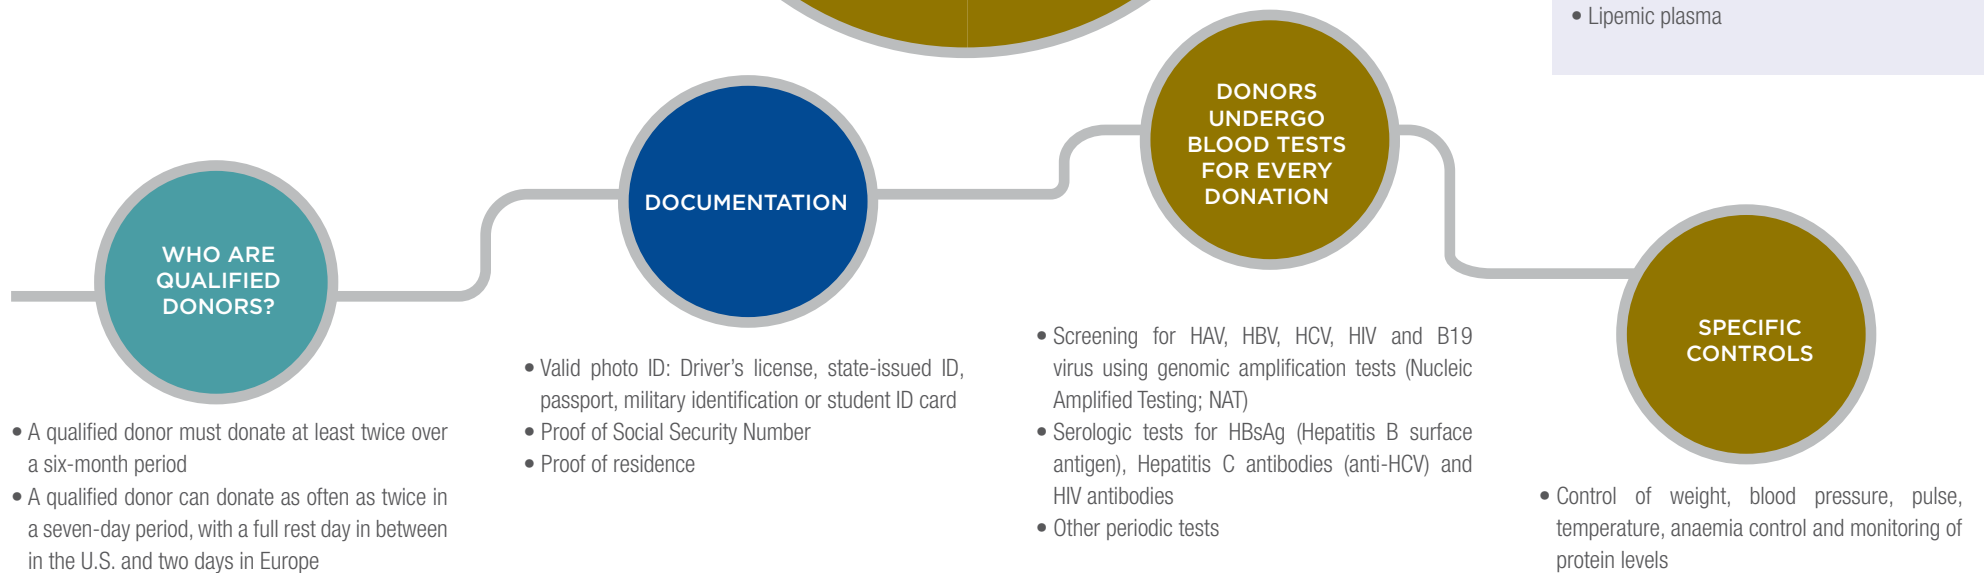 • Lipemic plasma
WHO ARE
QUALIFIED
DONORS?
• A qualified donor must donate at least twice over
a six-month period
• A qualified donor can donate as often as twice in
a seven-day period, with a full rest day in between
in the U.S. and two days in Europe
DOCUMENTATION
• Valid photo ID: Driver’s license, state-issued ID,
passport, military identification or student ID card
• Proof of Social Security Number
• Proof of residence
DONORS
UNDERGO
BLOOD TESTS
FOR EVERY
DONATION
• Screening for HAV, HBV, HCV, HIV and B19
virus using genomic amplification tests (Nucleic
Amplified Testing; NAT)
• Serologic tests for HBsAg (Hepatitis B surface
antigen), Hepatitis C antibodies (anti-HCV) and
HIV antibodies
• Other periodic tests
SPECIFIC
CONTROLS
• Control of weight, blood pressure, pulse,
temperature, anaemia control and monitoring of
protein levels